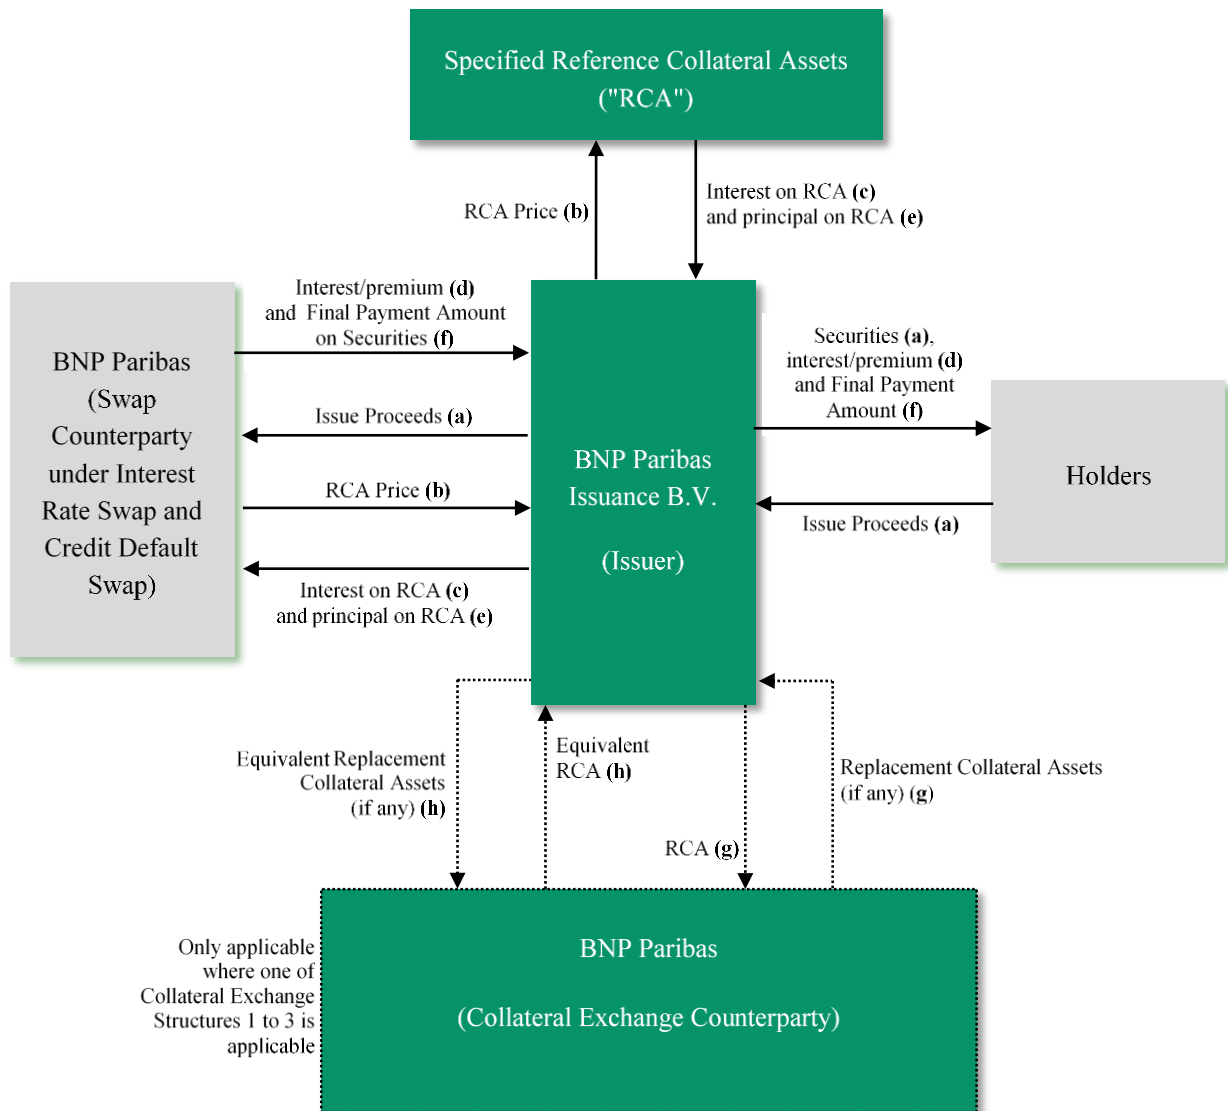 Specified Reference Collateral Assets
("RCA")
RCA Price (b)
Interest on RCA (c)
and principal on RCA (e)
BNP Paribas
(Swap
Counterparty
under Interest
Rate Swap and
Credit Default
Swap)
Interest/premium (d)
and Final Payment Amount
on Securities (f)
Issue Proceeds (a)
RCA Price (b)
Interest on RCA (c)
and principal on RCA (e)
BNP Paribas
Issuance B.V.
(Issuer)
Securities (a),
interest/premium (d)
and Final Payment
Amount (f)
Issue Proceeds (a)
Holders
Equivalent Replacement
Collateral Assets
(if any) (h)
Equivalent
RCA (h)
RCA (g)
Replacement Collateral Assets
(if any) (g)
Only applicable
where one of
Collateral Exchange
Structures 1 to 3 is
applicable
BNP Paribas
(Collateral Exchange Counterparty)